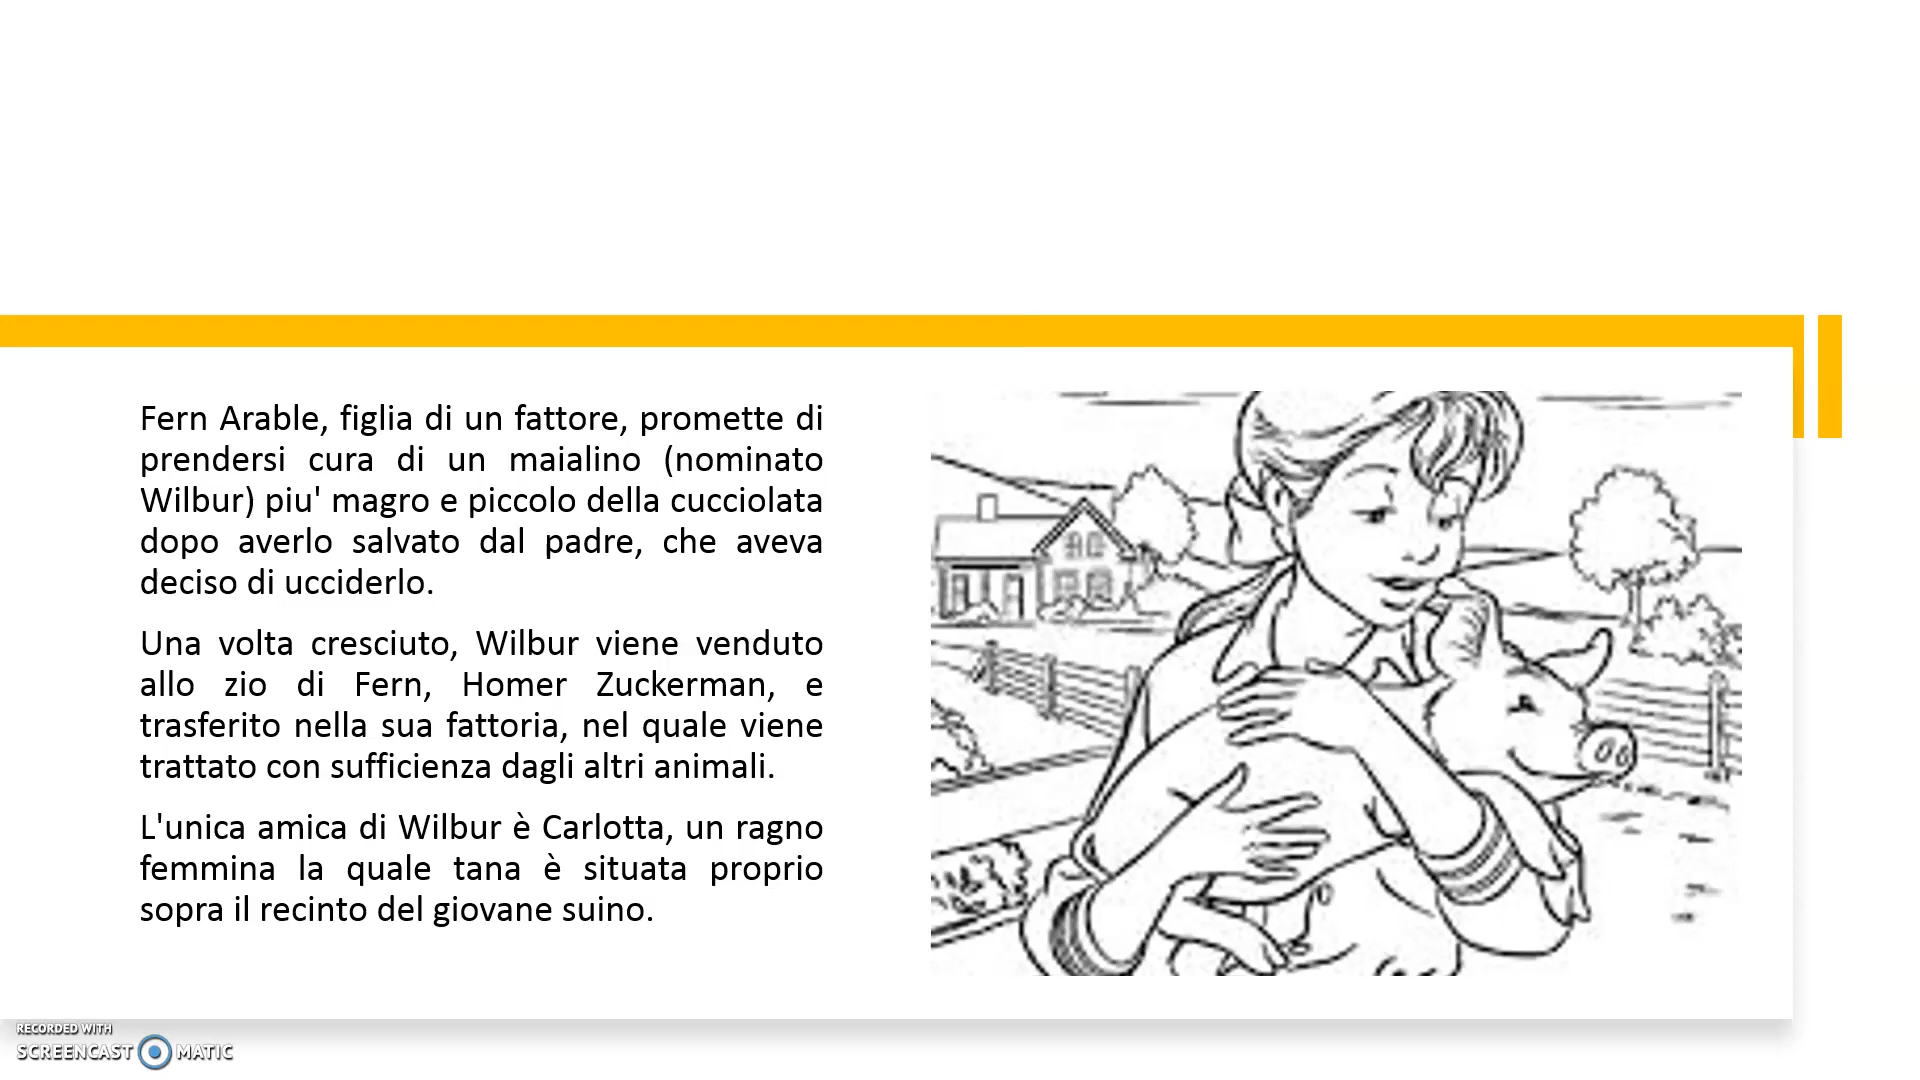 Fern Arable, figlia di un fattore, promette di
prendersi cura di un maialino (nominato
Wilbur) piu' magro e piccolo della cucciolata
dopo averlo salvato dal padre, che aveva
deciso di ucciderlo.
Una volta cresciuto, Wilbur viene venduto
allo zio di Fern, Homer Zuckerman, e
trasferito nella sua fattoria, nel quale viene
trattato con sufficienza dagli altri animali.
L'unica amica di Wilbur è Carlotta, un ragno
femmina la quale tana è situata proprio
sopra il recinto del giovane suino.
RECORDED WITH
SCREENCAST MATIC